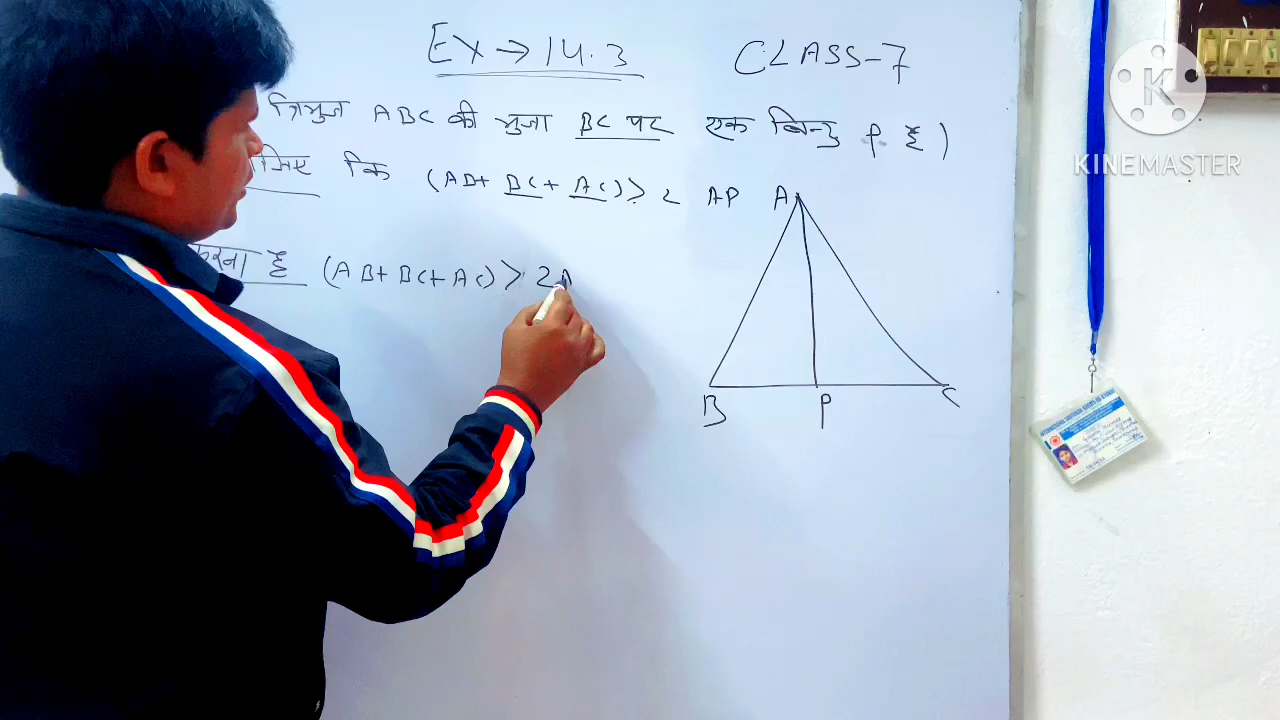 Ex → 14.3 CLASS-7
त्रिभुज ABC की भुजा BC पर एक बिन्दु P है।
जिए कि (AB+ BC+ AC) > 2 AP
करना है (AB+BC+AC) > 2A
A
B P C
KINEMASTER